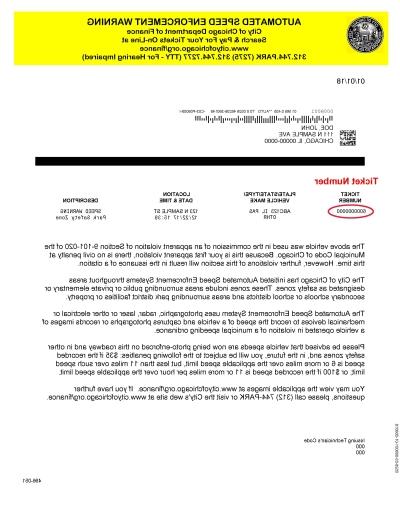 AUTOMATED SPEED ENFORCEMENT WARNING
City of Chicago Department of Finance
Search & Pay For Your Tickets On-Line at
www.cityofchicago.org/finance
312.744.PARK (7275) 312.744.7277 (TTY - For Hearing Impaired)
01/01/18
DOE, JOHN
111 N SAMPLE AVE
CHICAGO, IL 00000-0000
Ticket Number
TICKET NUMBER PLATE/STATE/TYPE/ VEHICLE MAKE LOCATION DATE & TIME DESCRIPTION
ABC123 IL PAS 123 N SAMPLE ST SPEED WARNING
OTHR 12/22/17 Park Safety Zone
The above vehicle was used in the commission of an apparent violation of Section 9-101-020 of the
Municipal Code of Chicago. Because this is your first apparent violation, there is no civil penalty at
this time. However, further violations of this section will result in the issuance of a citation.
The City of Chicago has initiated Automated Speed Enforcement Systems throughout areas
designated as safety zones. These zones include areas surrounding public or private elementary or
secondary schools or school districts and areas surrounding park district facilities or property.
The Automated Speed Enforcement System uses photographic, radar, laser or other electrical or
mechanical devices to record the speed of a vehicle and captures photographs or records images of
a vehicle operated in violation of a municipal speeding ordinance.
Please be advised that vehicle speeds are now being photo-enforced on this roadway and in other
safety zones and, in the future, you will be subject to the following penalties: $35 if the recorded
speed is 6 or more miles over the applicable speed limit, but less than 11 miles over such speed
limit; or $100 if the recorded speed is 11 or more miles per hour over the applicable speed limit.
You may view the applicable images at www.cityofchicago.org/finance. If you have further
questions, please call (312) 744-PARK or visit the City's web site at www.cityofchicago.org/finance.
Issuing Technician's Code
000
000